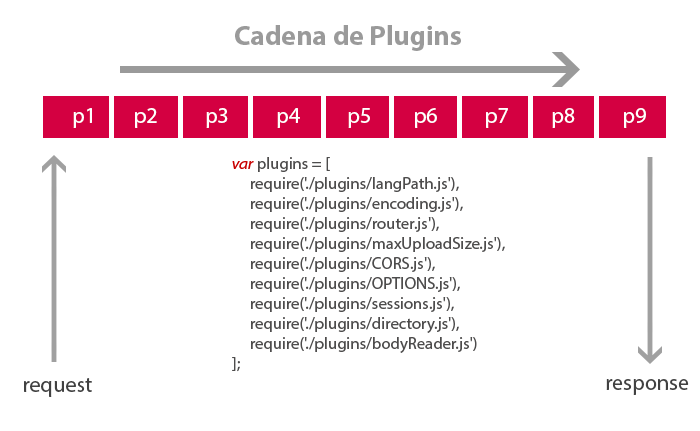 Cadena de Plugins
p1 p2 p3 p4 p5 p6 p7 p8 p9
var plugins = [
require('./plugins/langPath.js'),
require('./plugins/encoding.js'),
require('./plugins/router.js'),
require('./plugins/maxUploadSize.js'),
require('./plugins/CORS.js'),
require('./plugins/OPTIONS.js'),
require('./plugins/sessions.js'),
require('./plugins/directory.js'),
require('./plugins/bodyReader.js')
];
request
response